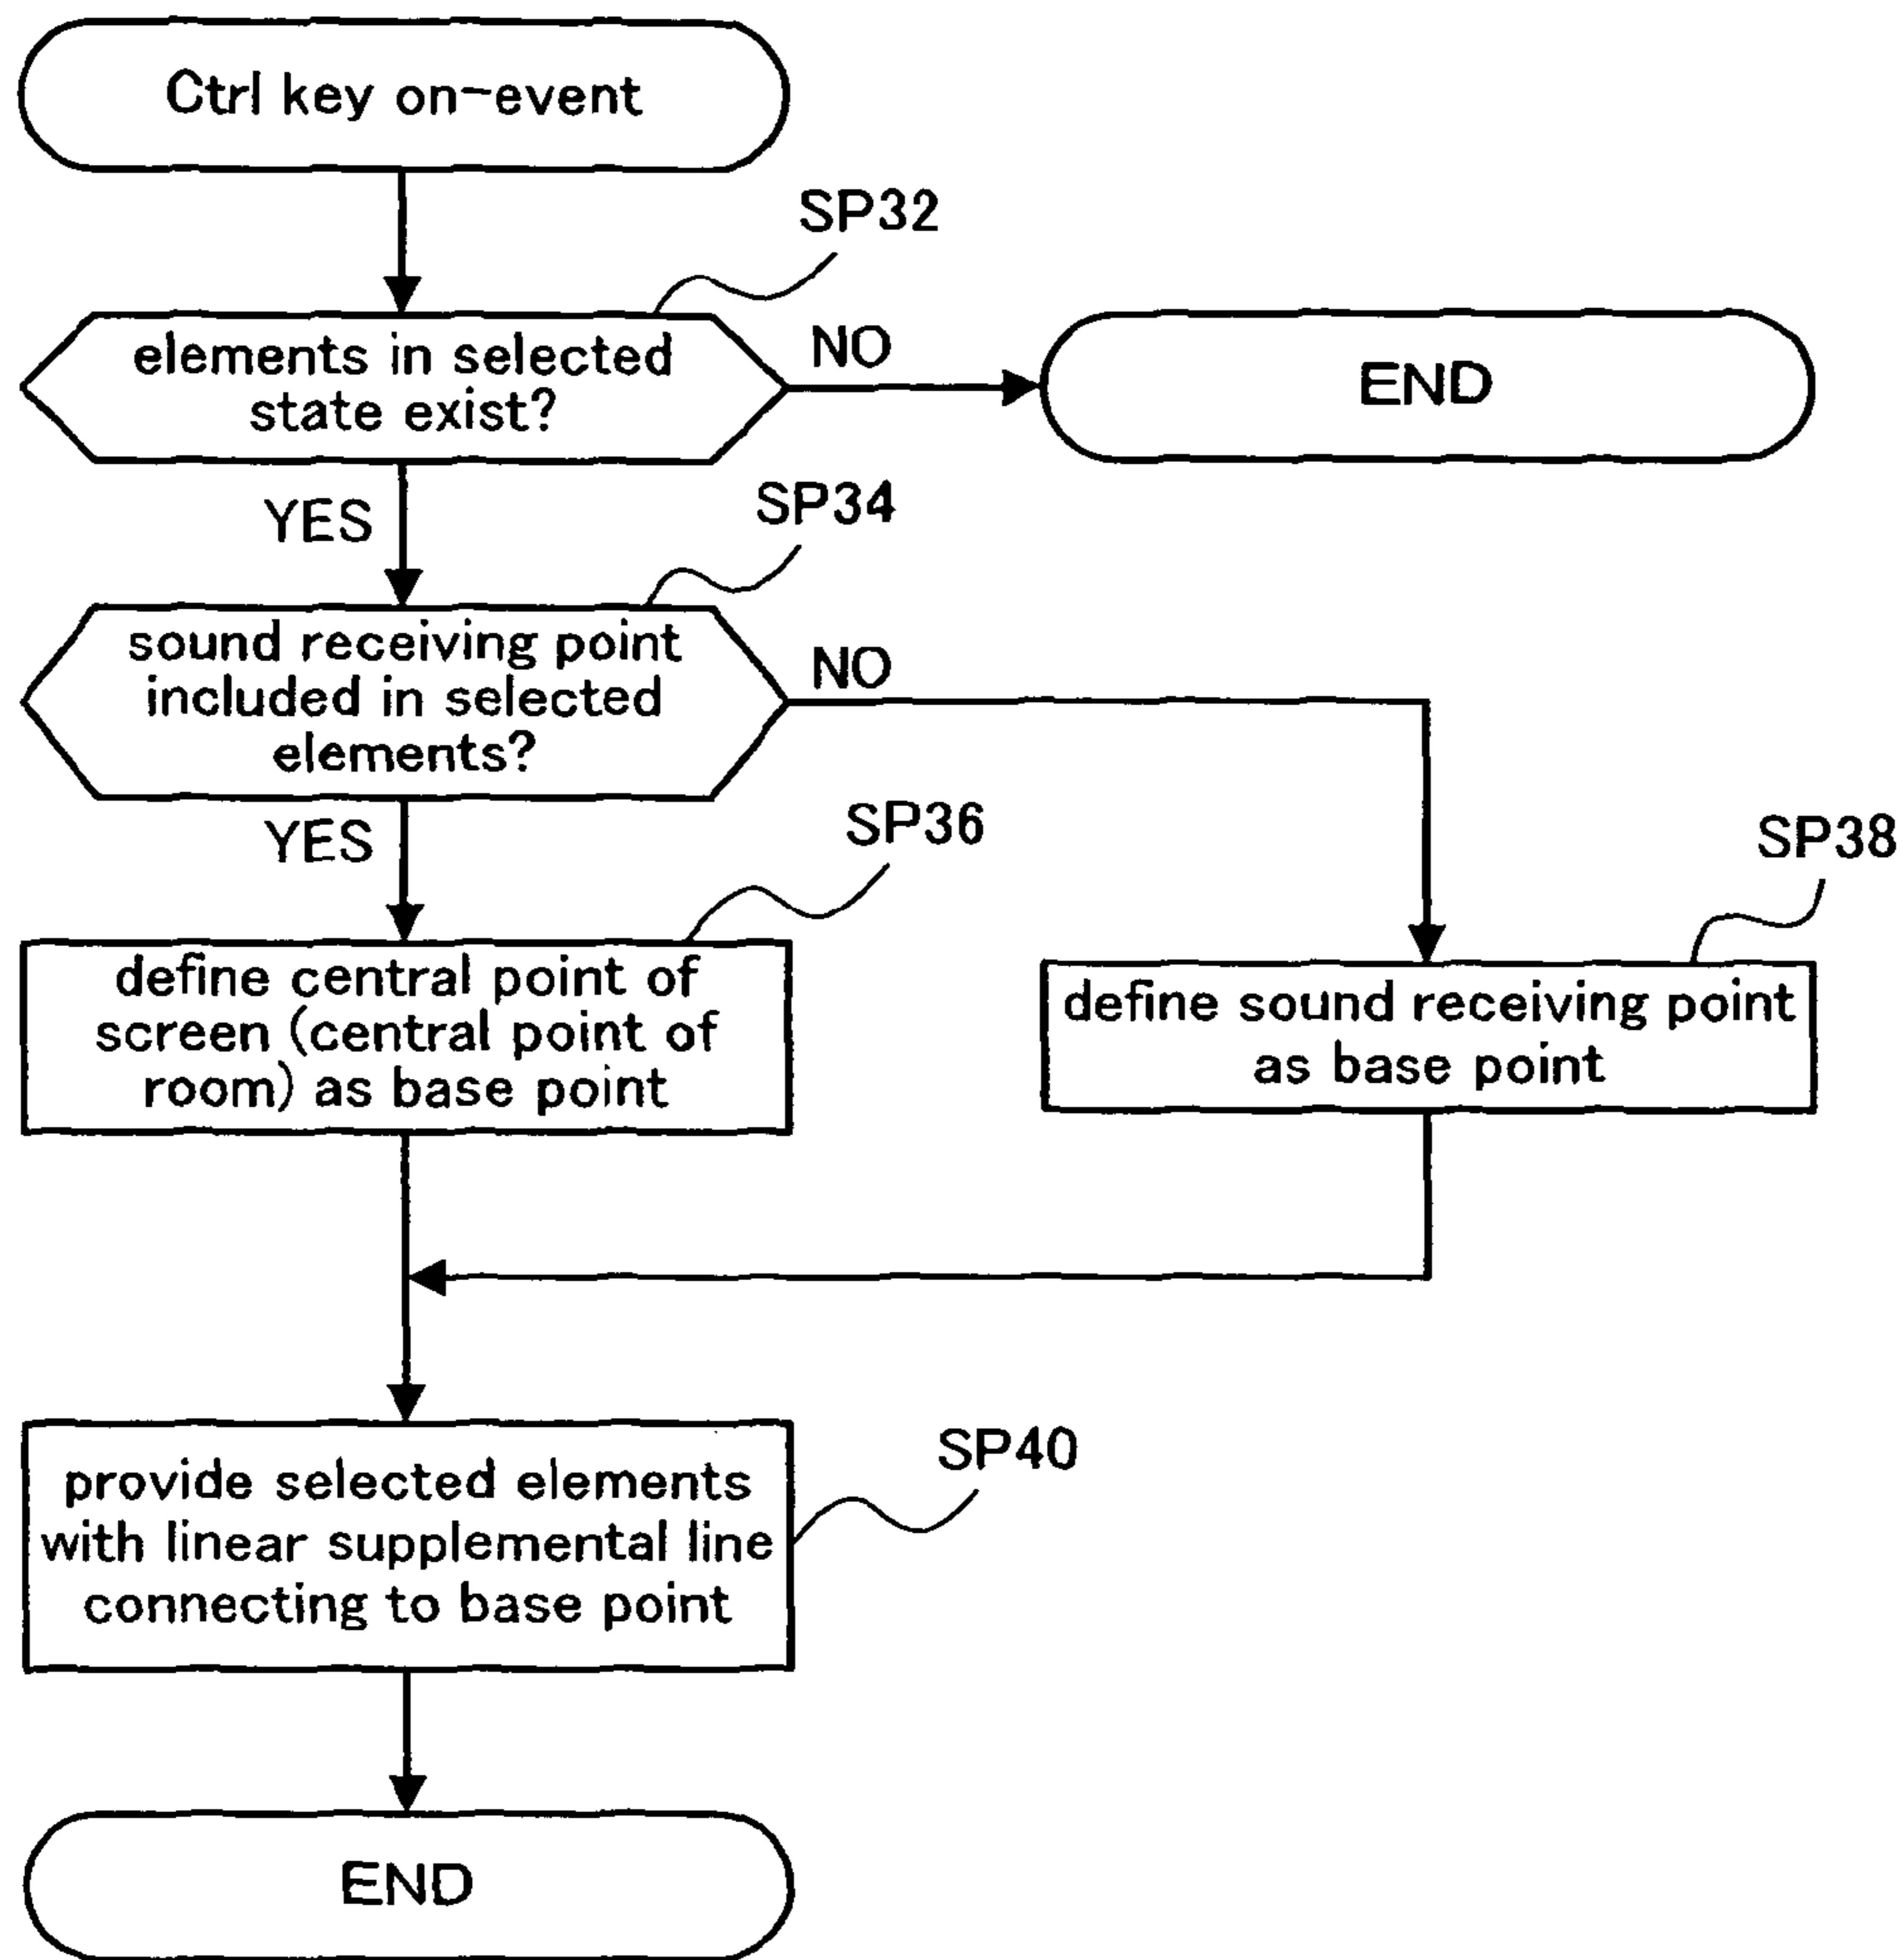 Ctrl key on-event
SP32
elements in selected
state exist?
NO
END
YES
SP34
sound receiving point
included in selected
elements?
NO
YES
SP36
SP38
define central point of
screen (central point of
room) as base point
define sound receiving point
as base point
SP40
provide selected elements
with linear supplemental line
connecting to base point
END